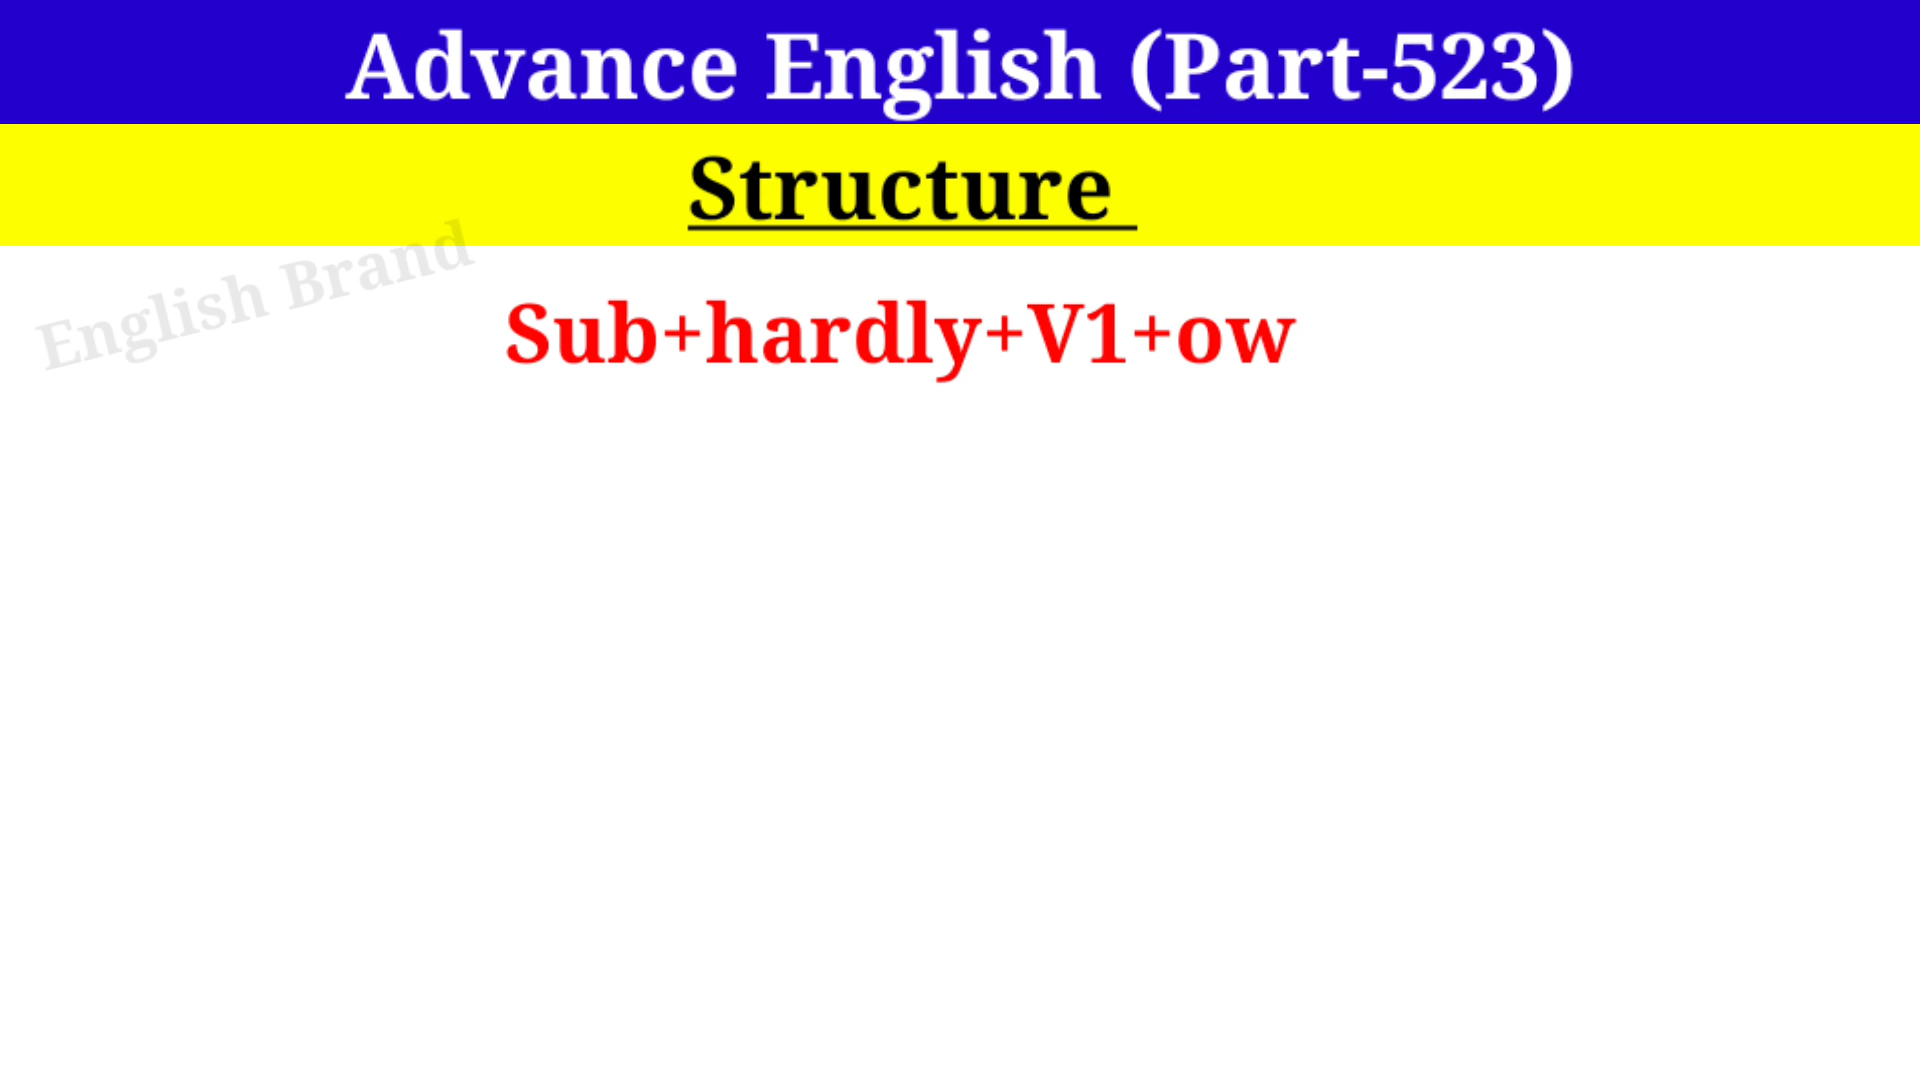 Advance English (Part-523)
Structure
English Brand
Sub+hardly+V1+ow